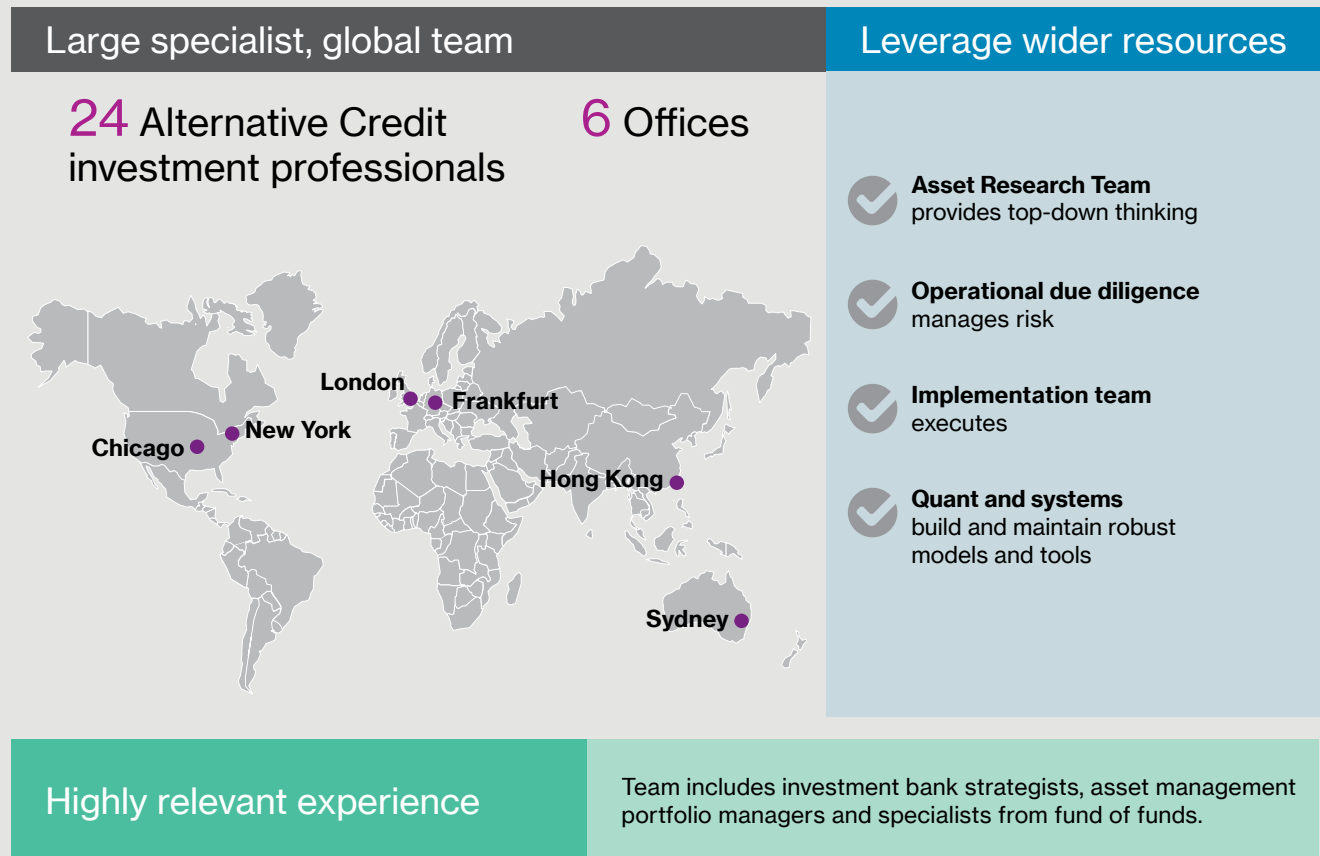 Large specialist, global team
Leverage wider resources
24 Alternative Credit
investment professionals
6 Offices
London
Frankfurt
New York
Chicago
Hong Kong
Sydney
Asset Research Team
provides top-down thinking
Operational due diligence
manages risk
Implementation team
executes
Quant and systems
build and maintain robust
models and tools
Highly relevant experience
Team includes investment bank strategists, asset management
portfolio managers and specialists from fund of funds.